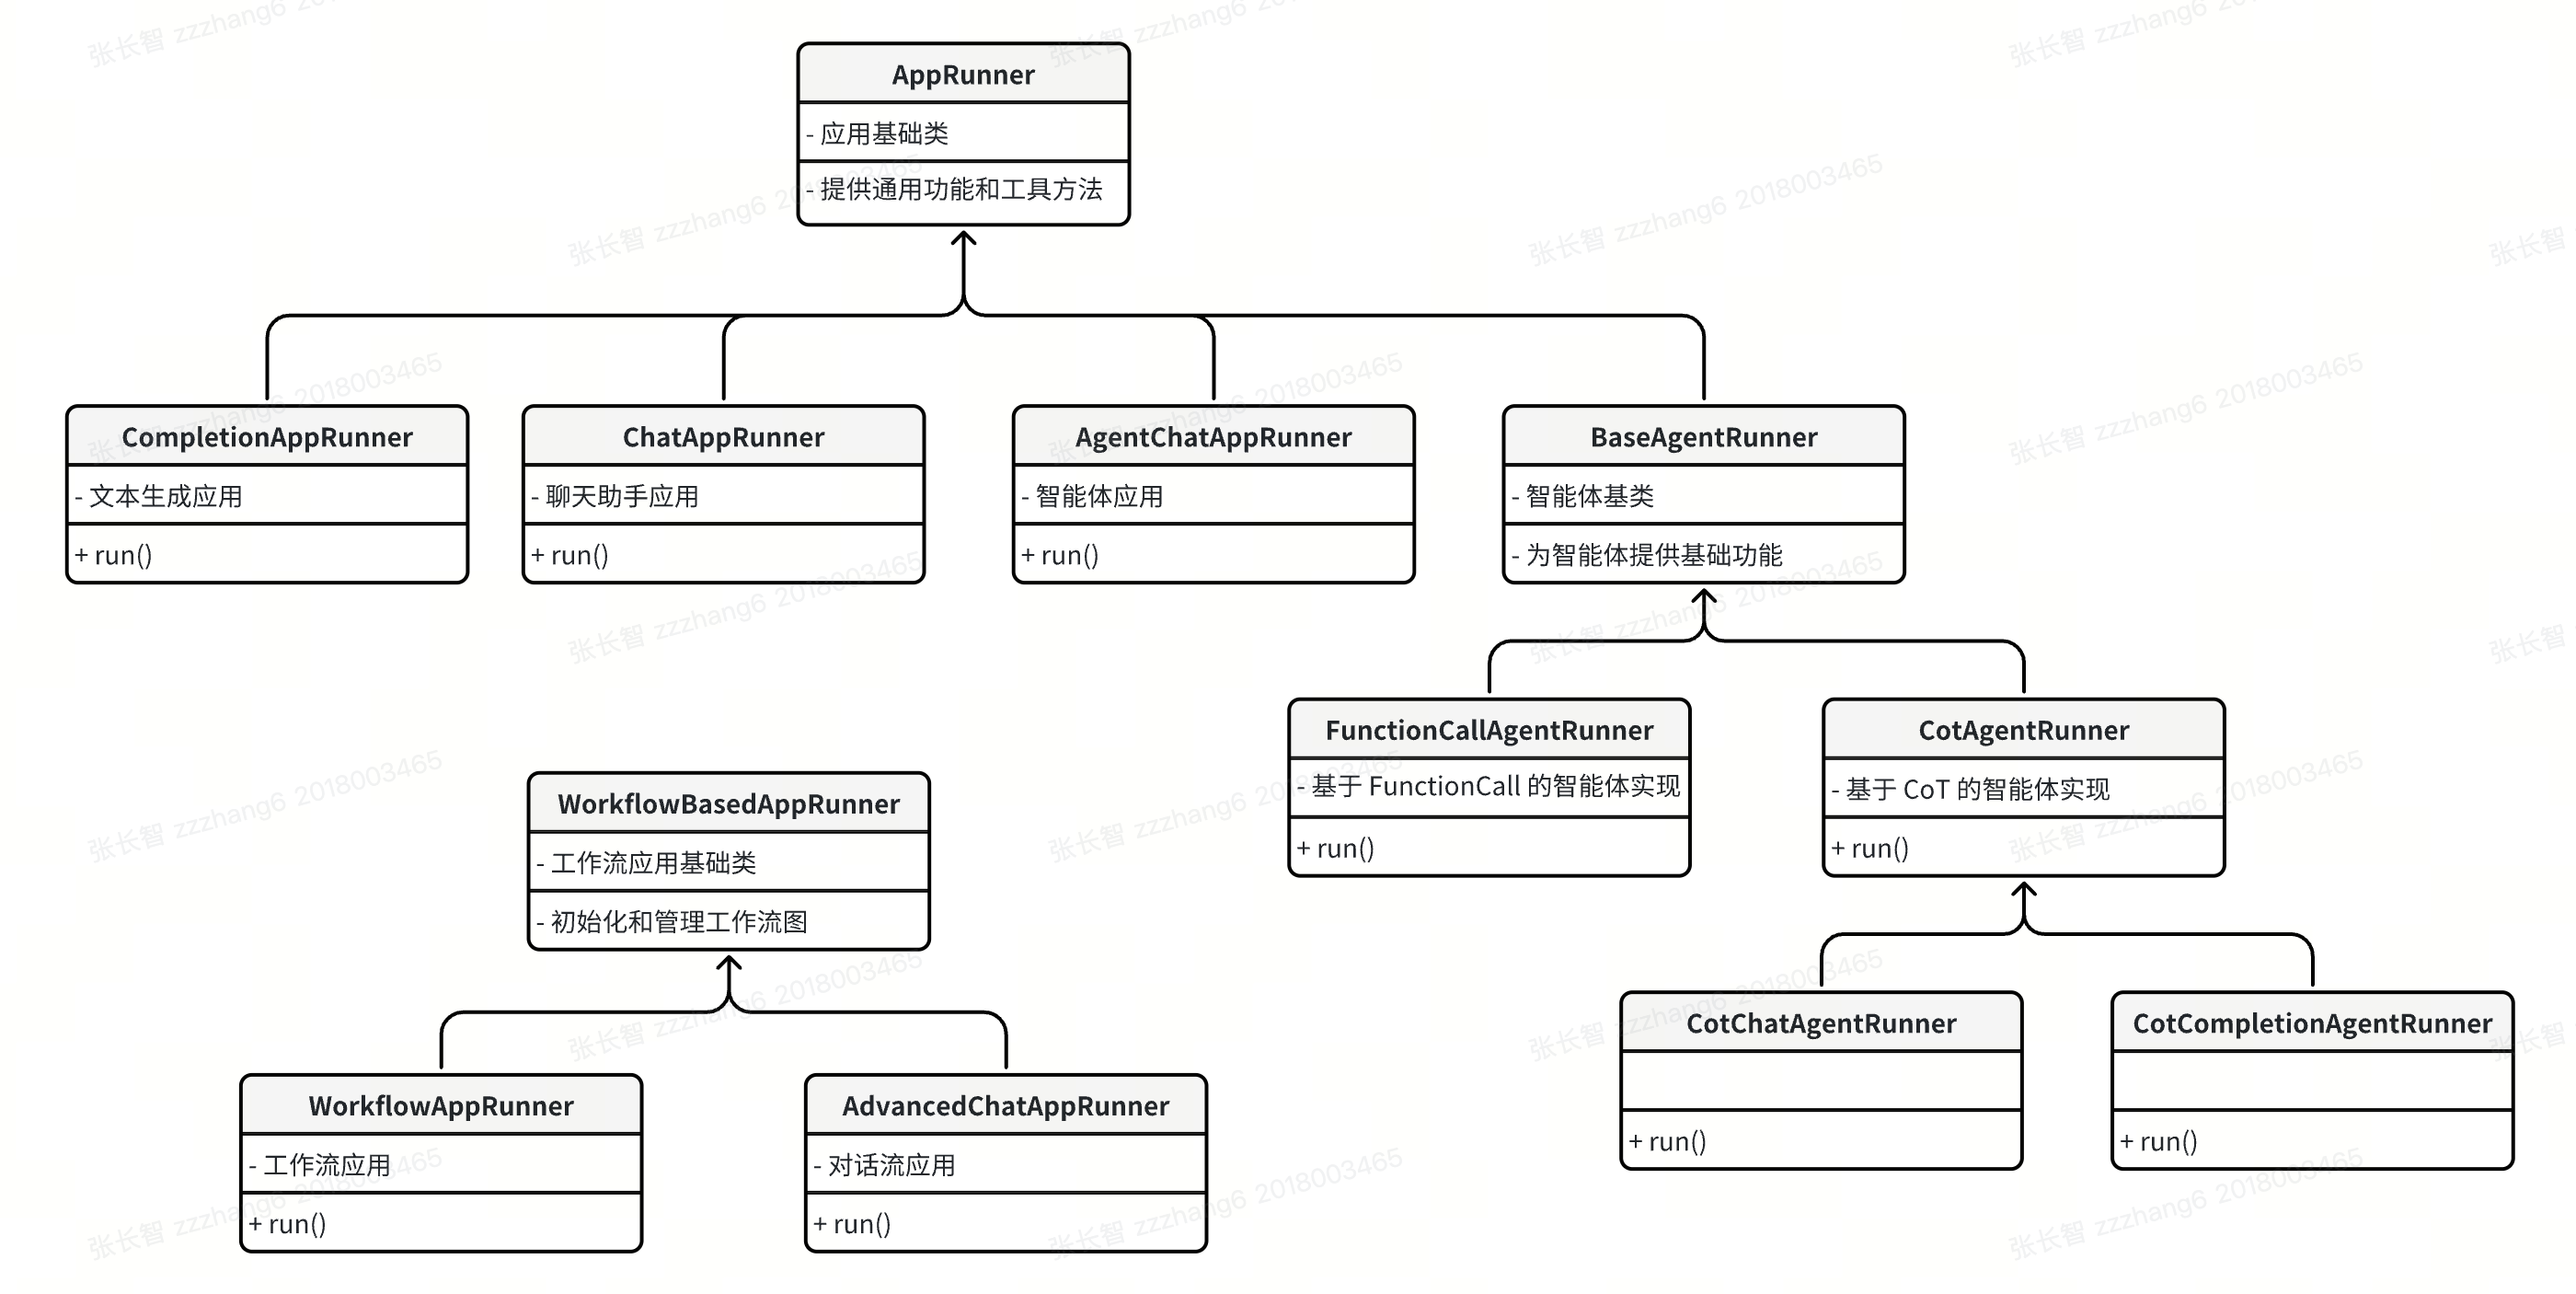 AppRunner
- 应用基础类
- 提供通用功能和工具方法
CompletionAppRunner
- 文本生成应用
+ run()
ChatAppRunner
- 聊天助手应用
+ run()
AgentChatAppRunner
- 智能体应用
+ run()
BaseAgentRunner
- 智能体基类
- 为智能体提供基础功能
FunctionCallAgentRunner
- 基于 FunctionCall 的智能体实现
+ run()
CotAgentRunner
- 基于 CoT 的智能体实现
+ run()
WorkflowBasedAppRunner
- 工作流应用基础类
- 初始化和管理工作流图
CotChatAgentRunner
+ run()
CotCompletionAgentRunner
+ run()
WorkflowAppRunner
- 工作流应用
+ run()
AdvancedChatAppRunner
- 对话流应用
+ run()
张长智 zzzhang6 2018003465